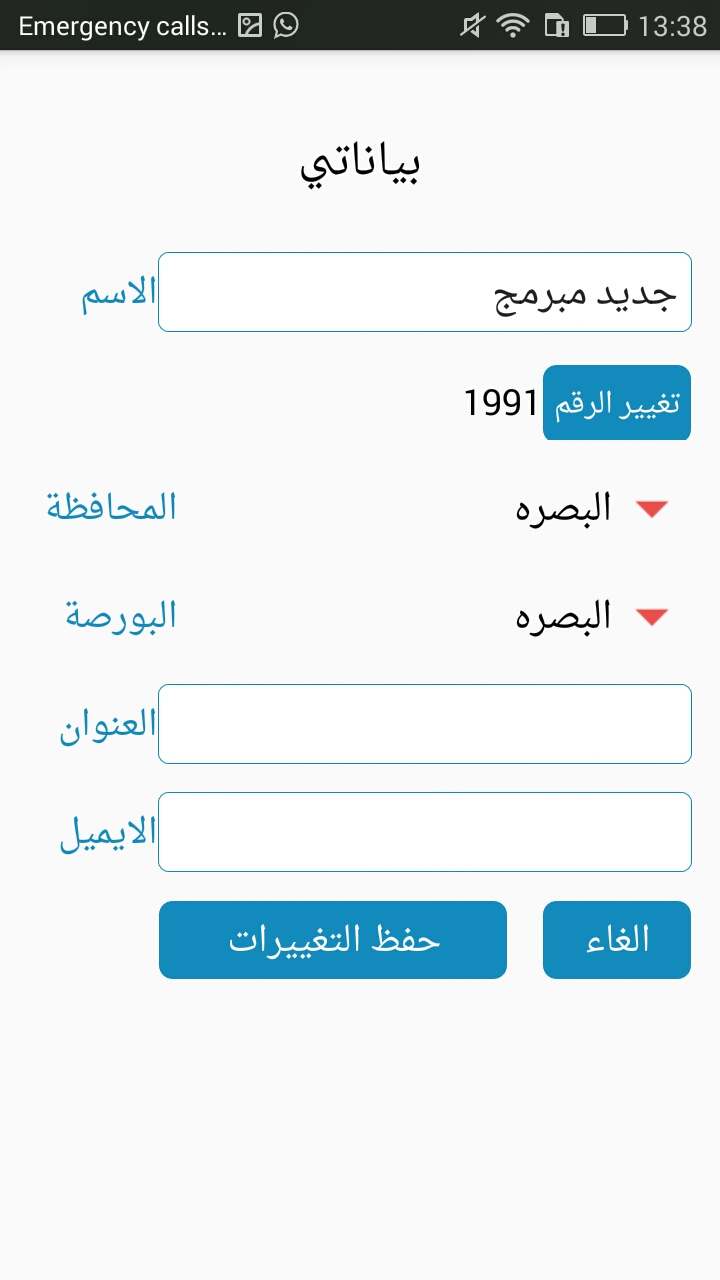 Emergency calls... 13:38
بياناتي
الاسم جديد مبرمج
تغيير الرقم 1991
المحافظة البصره
البورصة البصره
العنوان
الايميل
الغاء حفظ التغييرات